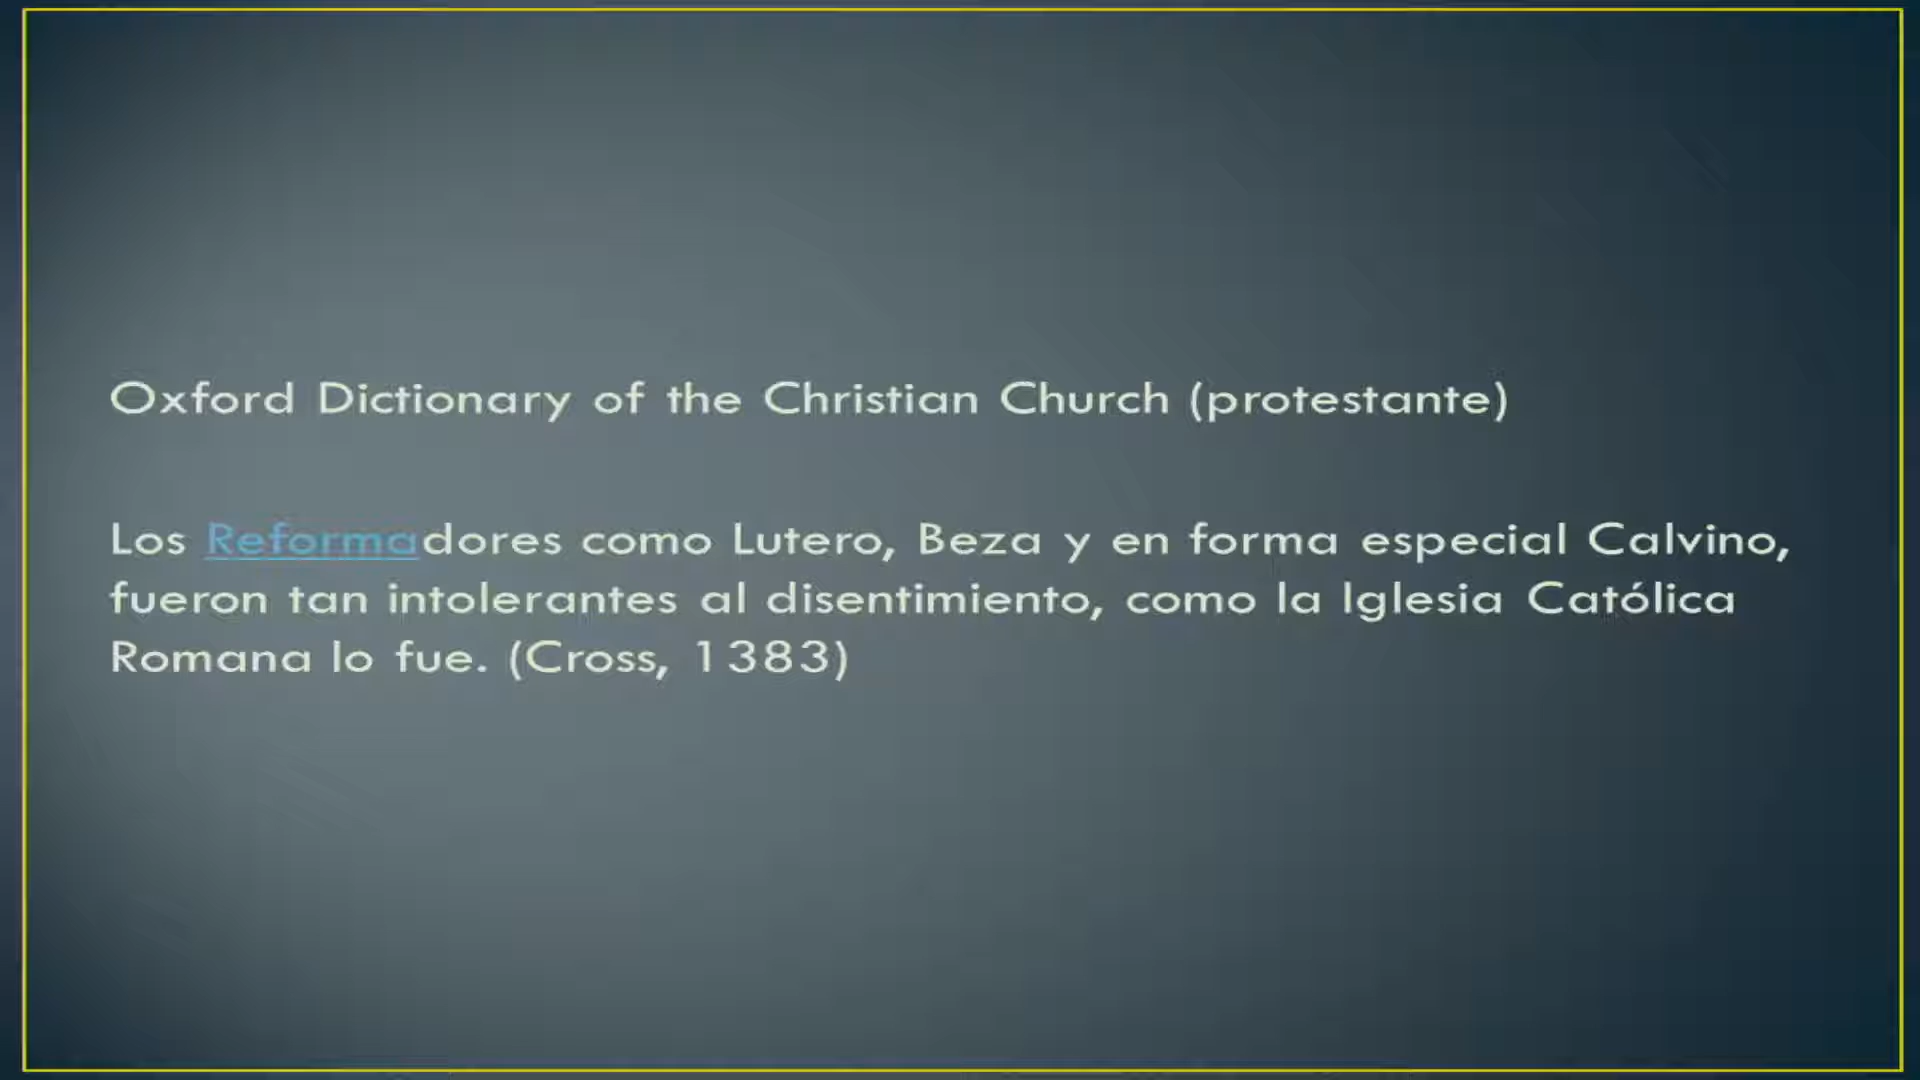 Oxford Dictionary of the Christian Church (protestante)
Los Reformadores como Lutero, Beza y en forma especial Calvino,
fueron tan intolerantes al disentimiento, como la Iglesia Católica
Romana lo fue. (Cross, 1383)